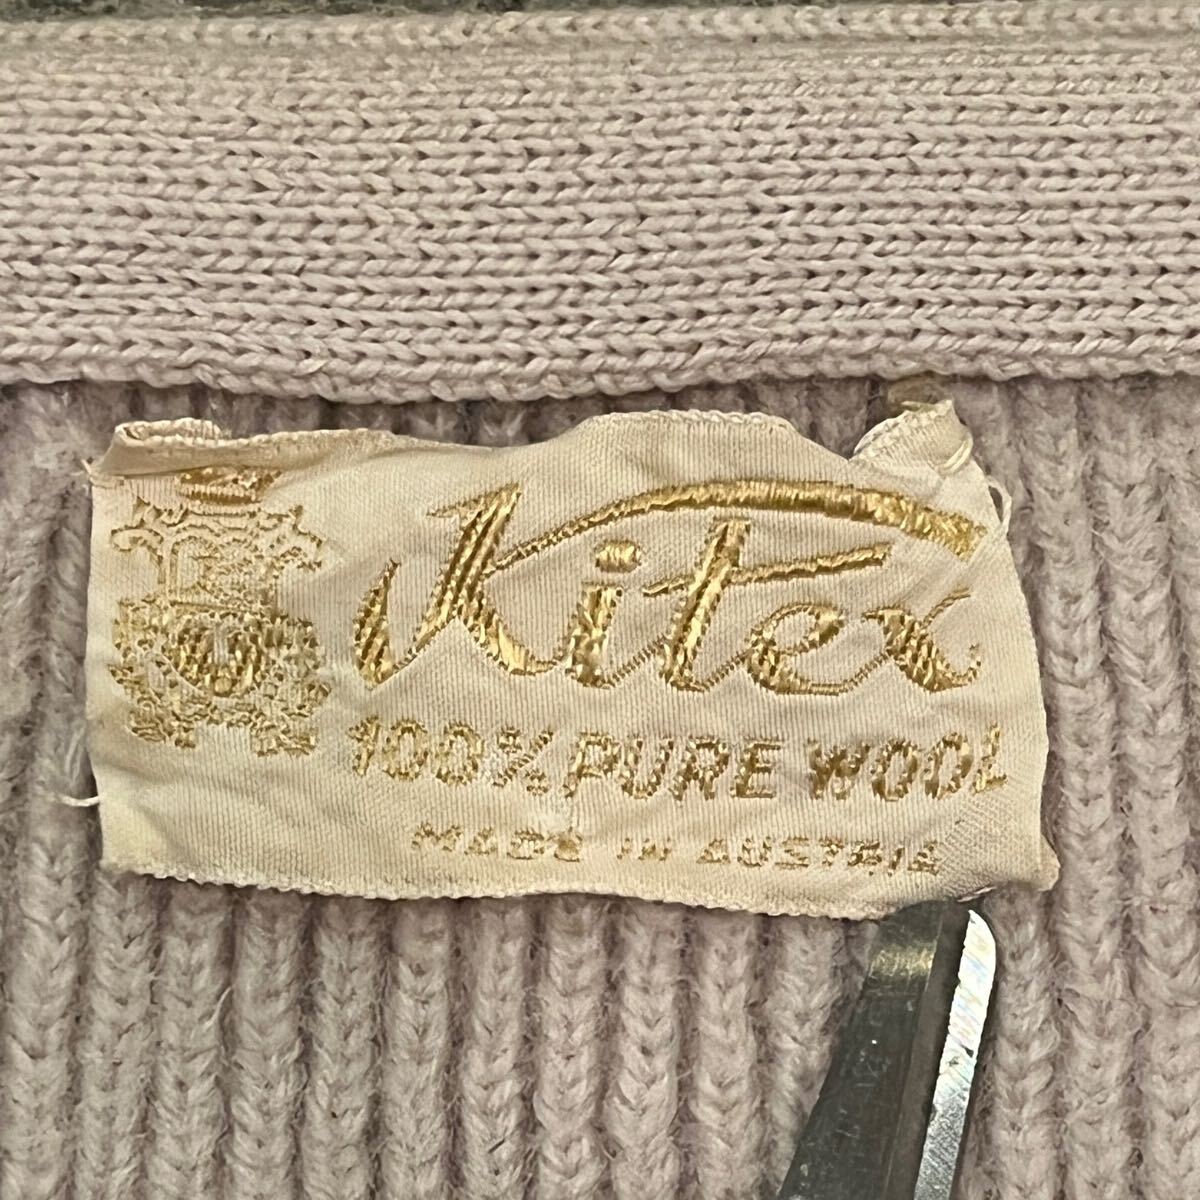 Kitex
100% PURE WOOL
MADE IN AUSTRIA